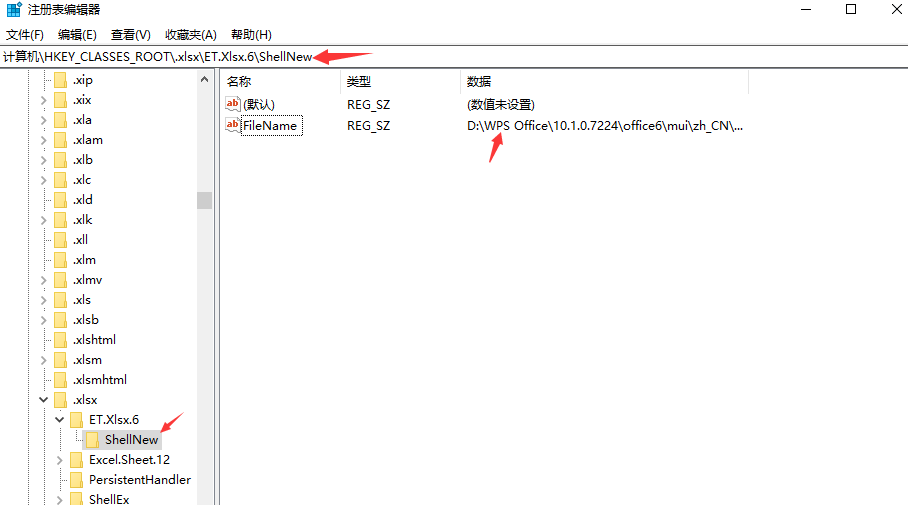 注册表编辑器
文件(F) 编辑(E) 查看(V) 收藏夹(A) 帮助(H)
计算机\HKEY_CLASSES_ROOT\.xlsx\ET.Xlsx.6\ShellNew
.xip
.xix
.xla
.xlam
.xlb
.xlc
.xld
.xlk
.xll
.xlm
.xlmv
.xls
.xlsb
.xlshtml
.xlsm
.xlsmhtml
.xlsx
ET.Xlsx.6
ShellNew
Excel.Sheet.12
PersistentHandler
ShellEx
名称 类型 数据
ab (默认) REG_SZ (数值未设置)
ab FileName REG_SZ D:\WPS Office\10.1.0.7224\office6\mui\zh_CN\...